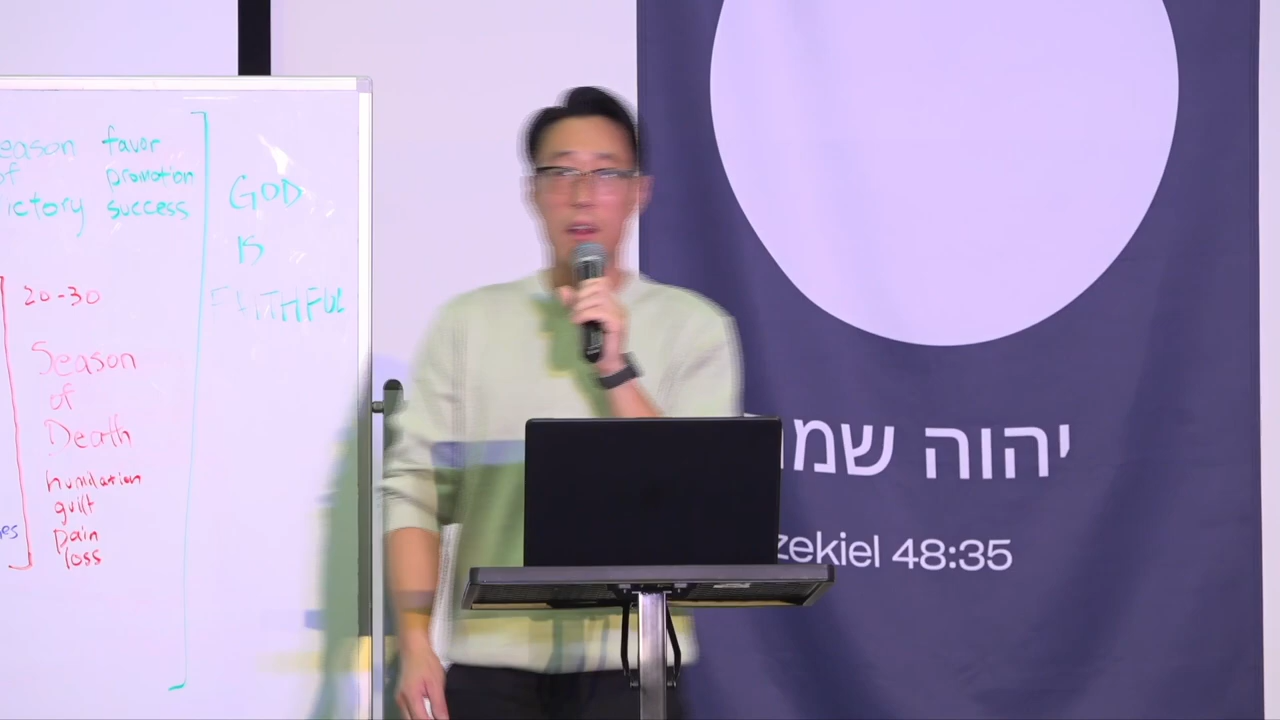 eason favor
of promotion
ictory success
GOD
IS
FAITHFUL
20-30
Season
of
Death
humilation
guilt
es pain
loss
יהוה שמ
zekiel 48:35